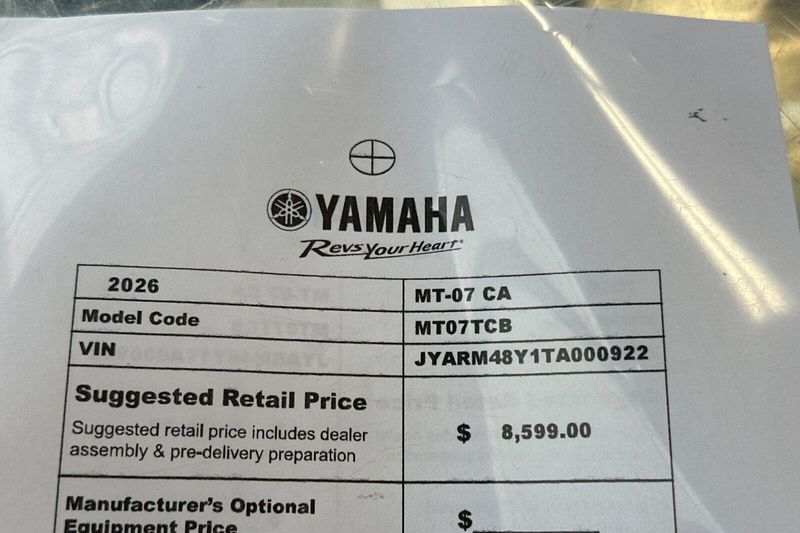 YAMAHA
Revs Your Heart
2026 MT-07 CA
Model Code MT07TCB
VIN JYARM48Y1TA000922
Suggested Retail Price
Suggested retail price includes dealer
assembly & pre-delivery preparation
$ 8,599.00
Manufacturer's Optional
Equipment Price
$